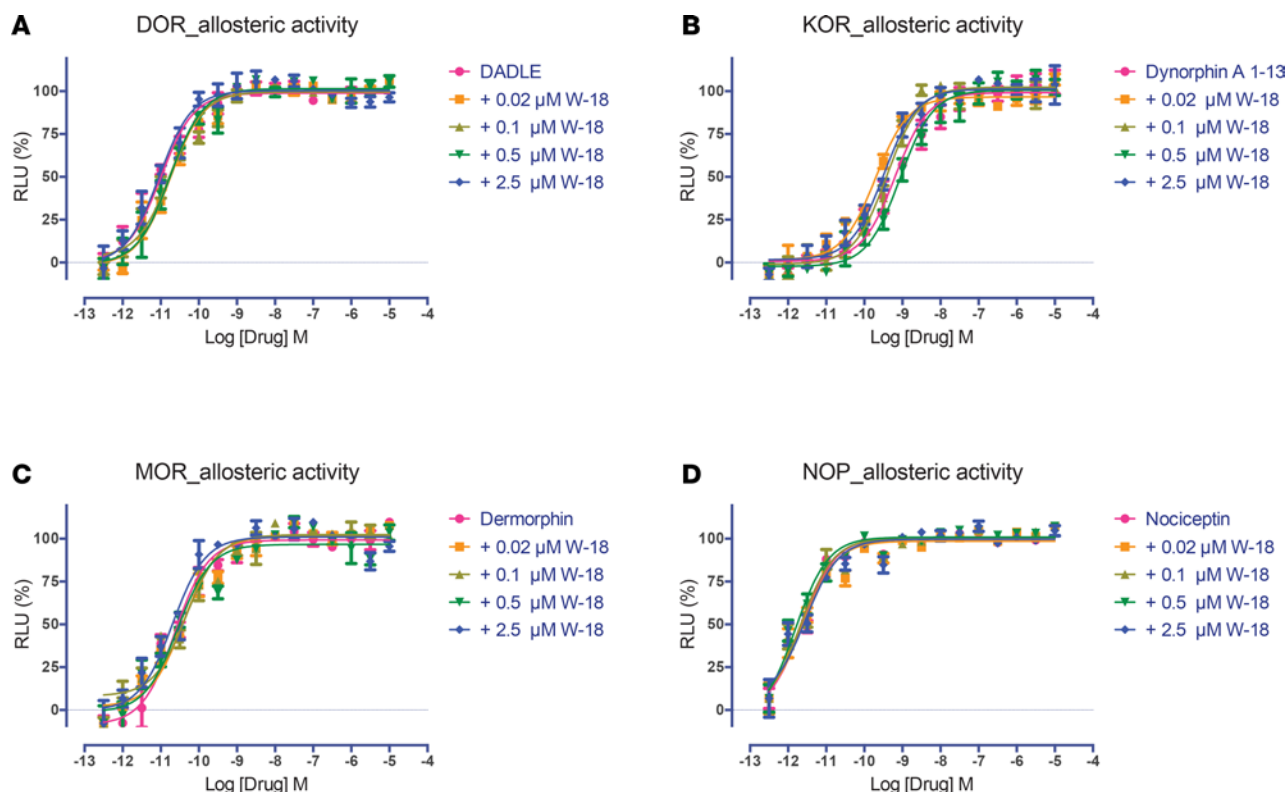 A
DOR_allosteric activity
RLU (%)
100
75
50
25
0
-13 -12 -11 -10 -9 -8 -7 -6 -5 -4
Log [Drug] M
DADLE
+ 0.02 µM W-18
+ 0.1 µM W-18
+ 0.5 µM W-18
+ 2.5 µM W-18
B
KOR_allosteric activity
RLU (%)
100
75
50
25
0
-13 -12 -11 -10 -9 -8 -7 -6 -5 -4
Log [Drug] M
Dynorphin A 1-13
+ 0.02 µM W-18
+ 0.1 µM W-18
+ 0.5 µM W-18
+ 2.5 µM W-18
C
MOR_allosteric activity
RLU (%)
100
75
50
25
0
-13 -12 -11 -10 -9 -8 -7 -6 -5 -4
Log [Drug] M
Dermorphin
+ 0.02 µM W-18
+ 0.1 µM W-18
+ 0.5 µM W-18
+ 2.5 µM W-18
D
NOP_allosteric activity
RLU (%)
100
75
50
25
0
-13 -12 -11 -10 -9 -8 -7 -6 -5 -4
Log [Drug] M
Nociceptin
+ 0.02 µM W-18
+ 0.1 µM W-18
+ 0.5 µM W-18
+ 2.5 µM W-18